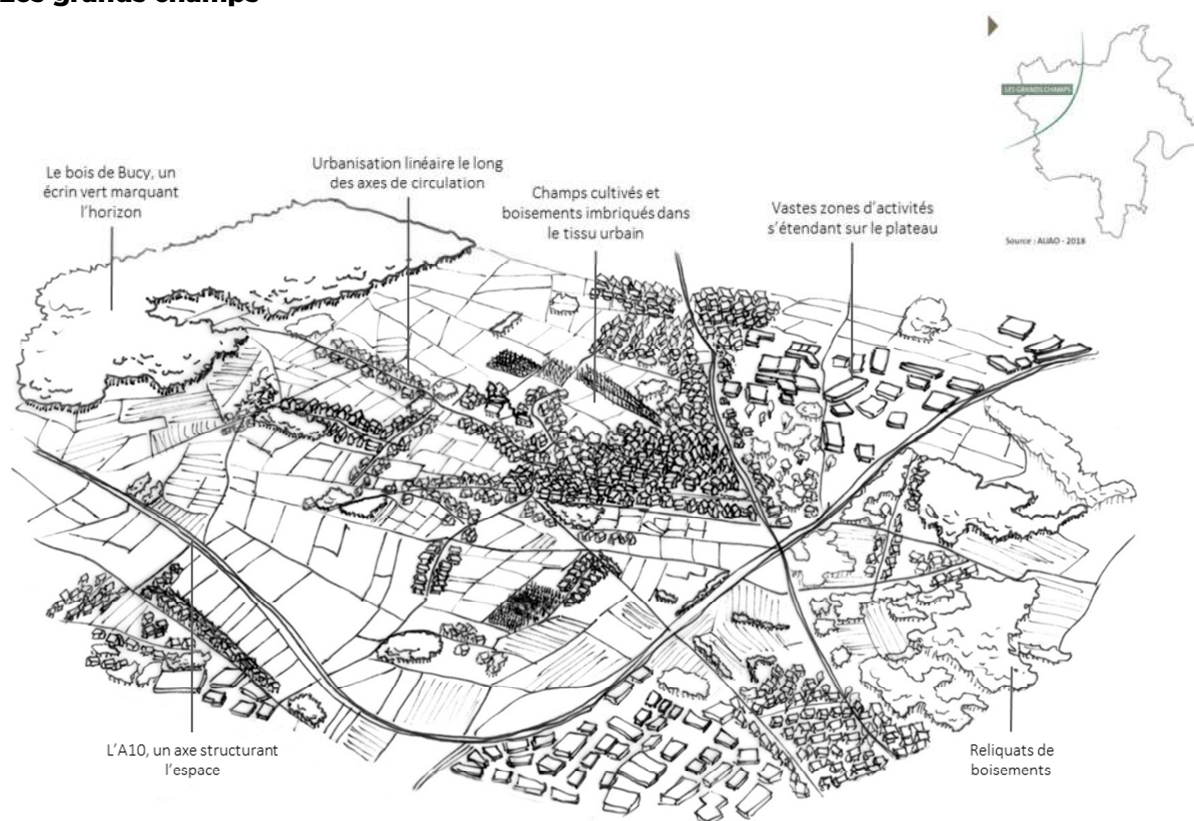 Les grands champs
LES GRANDS CHAMPS
Source : AUAO - 2018
Le bois de Bucy, un
écrin vert marquant
l'horizon
Urbanisation linéaire le long
des axes de circulation
Champs cultivés et
boisements imbriqués dans
le tissu urbain
Vastes zones d'activités
s'étendant sur le plateau
L'A10, un axe structurant
l'espace
Reliquats de
boisements